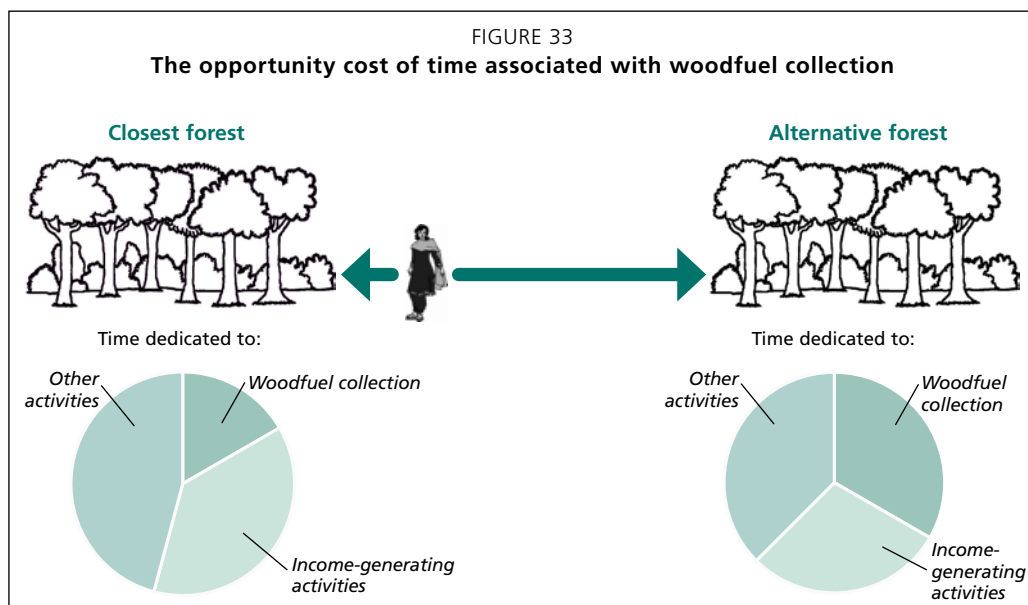 FIGURE 33
The opportunity cost of time associated with woodfuel collection
Closest forest
Alternative forest
Time dedicated to:
Other
activities
Woodfuel collection
Income-generating
activities
Time dedicated to:
Other
activities
Woodfuel
collection
Income-
generating
activities